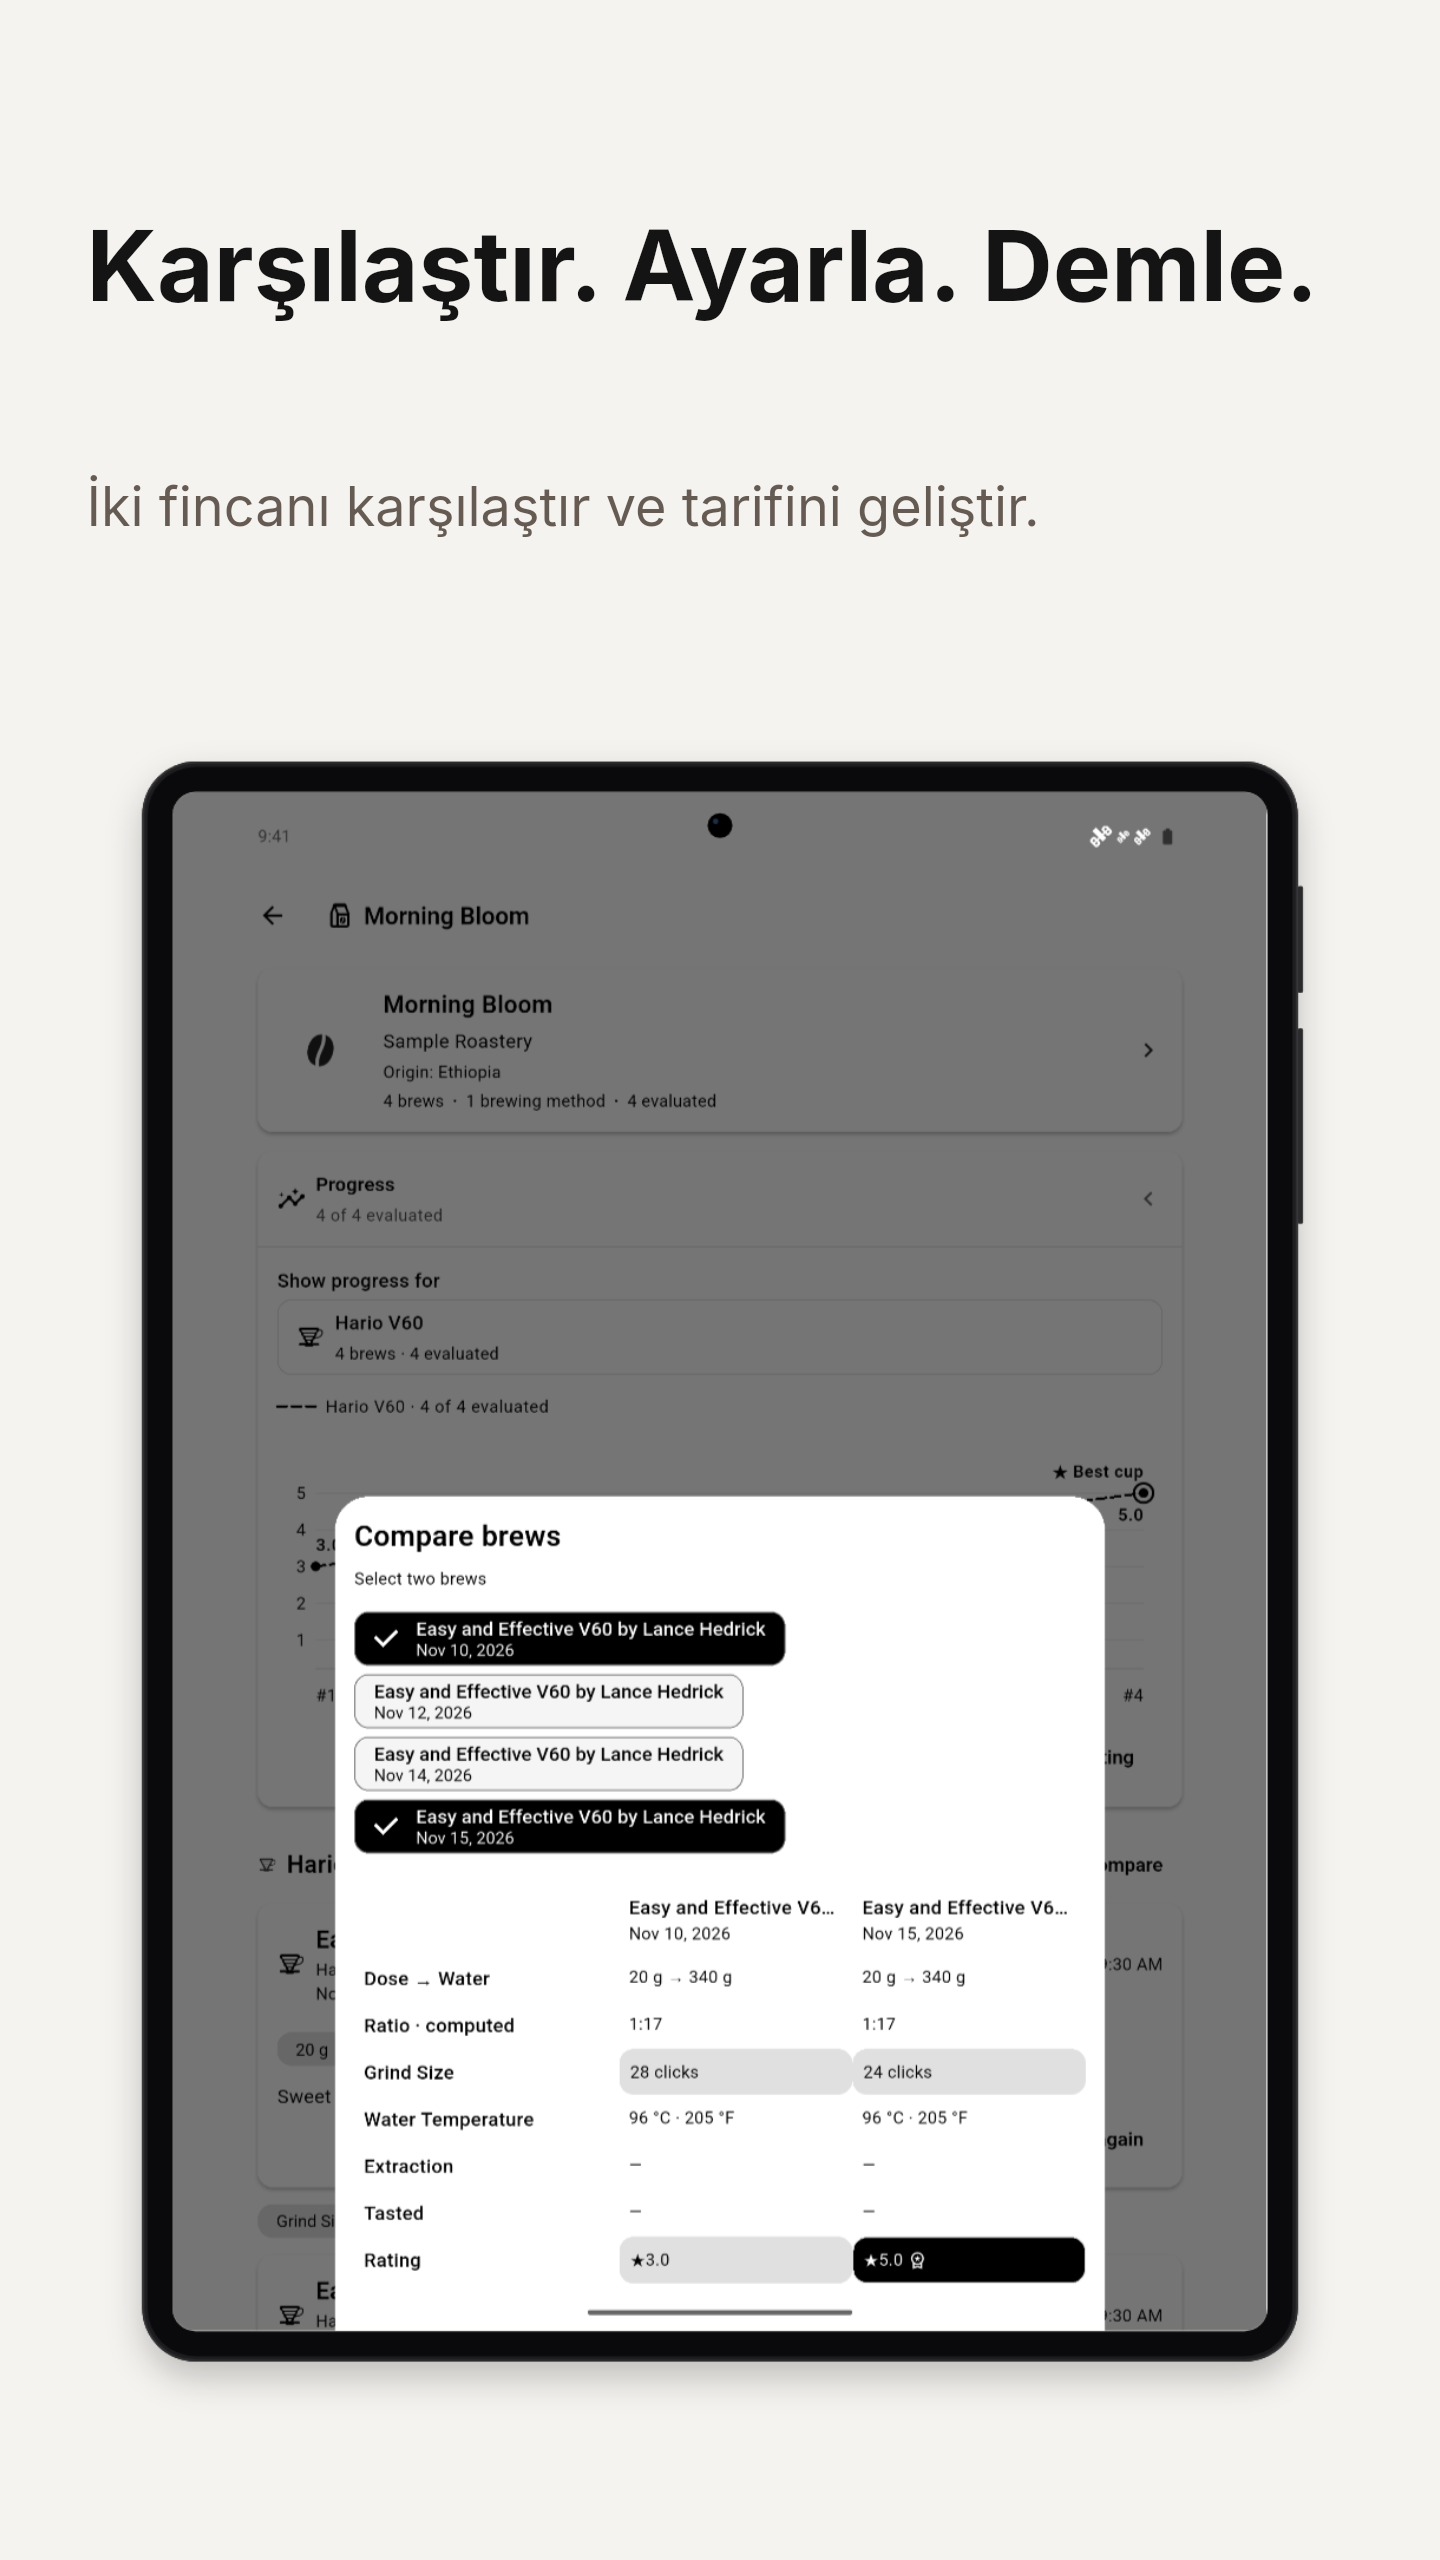 Karşılaştır. Ayarla. Demle.
İki fincanı karşılaştır ve tarifini geliştir.
9:41
Morning Bloom
Morning Bloom
Sample Roastery
Origin: Ethiopia
4 brews · 1 brewing method · 4 evaluated
Progress
4 of 4 evaluated
Show progress for
Hario V60
4 brews · 4 evaluated
Hario V60 · 4 of 4 evaluated
★ Best cup
5
5.0
4
3
2
1
#1
#4
Compare brews
Select two brews
Easy and Effective V60 by Lance Hedrick
Nov 10, 2026
Easy and Effective V60 by Lance Hedrick
Nov 12, 2026
Easy and Effective V60 by Lance Hedrick
Nov 14, 2026
Easy and Effective V60 by Lance Hedrick
Nov 15, 2026
Easy and Effective V6... Easy and Effective V6...
Nov 10, 2026 Nov 15, 2026
Dose → Water 20 g → 340 g 20 g → 340 g
Ratio · computed 1:17 1:17
Grind Size 28 clicks 24 clicks
Water Temperature 96 °C · 205 °F 96 °C · 205 °F
Extraction – –
Tasted – –
Rating ★3.0 ★5.0
20 g
Sweet
:30 AM
Grind Si
:30 AM